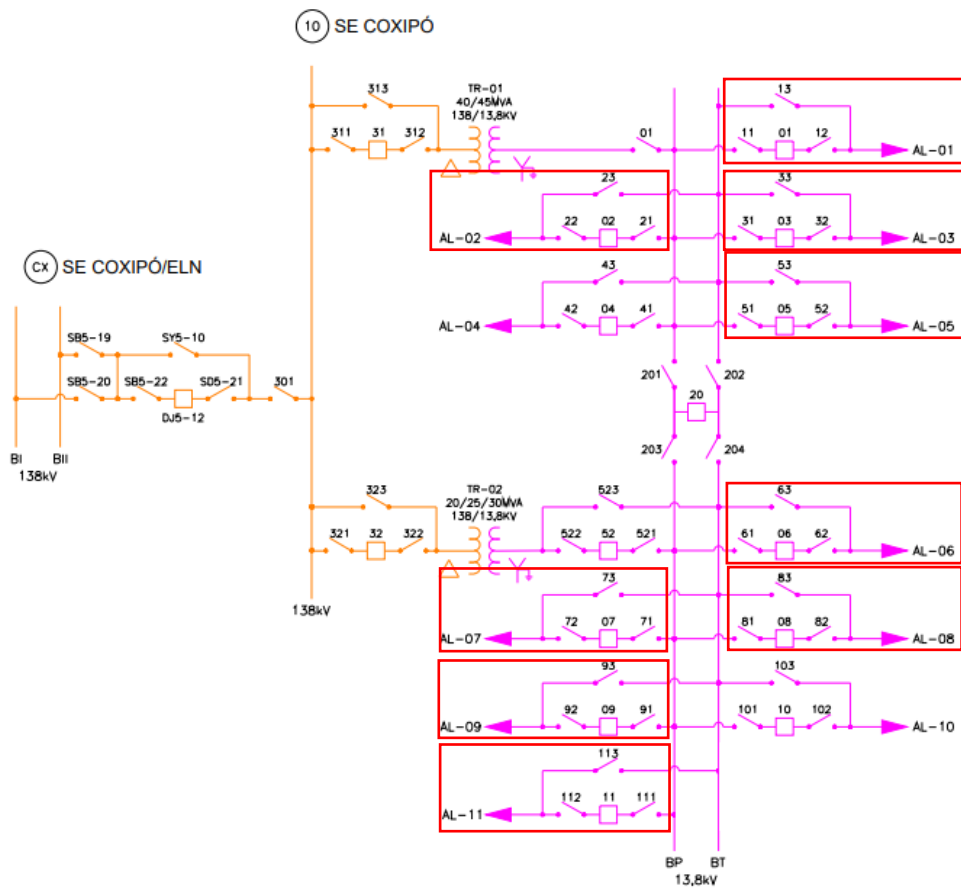 10 SE COXIPÓ
313
TR-01
40/45MVA
138/13,8KV
311 31 312
01
13
11 01 12
AL-01
23
22 02 21
AL-02
33
31 03 32
AL-03
43
42 04 41
AL-04
53
51 05 52
AL-05
CX SE COXIPÓ/ELN
SB5-19 SY5-10
SB5-20 SB5-22 SD5-21 301
DJ5-12
BI BII
138kV
201 202
20
203 204
323
TR-02
20/25/30MVA
138/13,8KV
321 32 322
523
522 52 521
63
61 06 62
AL-06
138kV
73
72 07 71
AL-07
83
81 08 82
AL-08
93
92 09 91
AL-09
103
101 10 102
AL-10
113
112 11 111
AL-11
BP BT
13,8kV